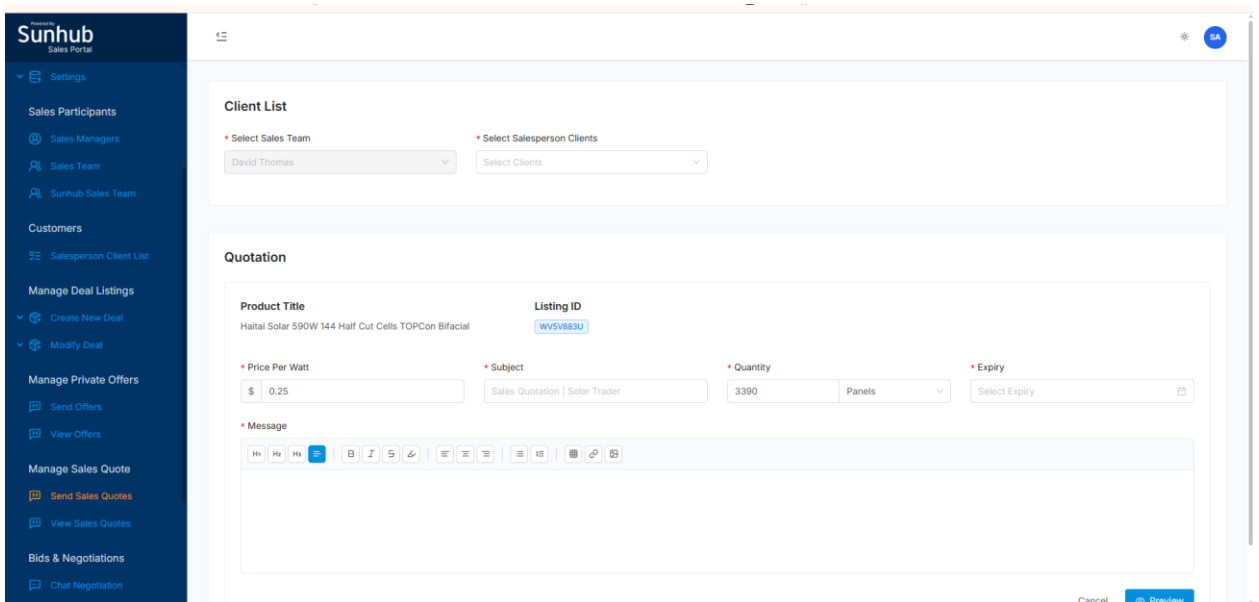 Powered By
Sunhub
Sales Portal
SA
Settings
Sales Participants
Sales Managers
Sales Team
Sunhub Sales Team
Customers
Salesperson Client List
Manage Deal Listings
Create New Deal
Modify Deal
Manage Private Offers
Send Offers
View Offers
Manage Sales Quote
Send Sales Quotes
View Sales Quotes
Bids & Negotiations
Chat Negotiation
Client List
* Select Sales Team
* Select Salesperson Clients
David Thomas
Select Clients
Quotation
Product Title
Listing ID
Haitai Solar 590W 144 Half Cut Cells TOPCon Bifacial
WV5V883U
* Price Per Watt
* Subject
* Quantity
* Expiry
$ 0.25
Sales Quotation | Solar Trader
3390
Panels
Select Expiry
* Message
H1 H2 H3 B I S
Cancel
Preview